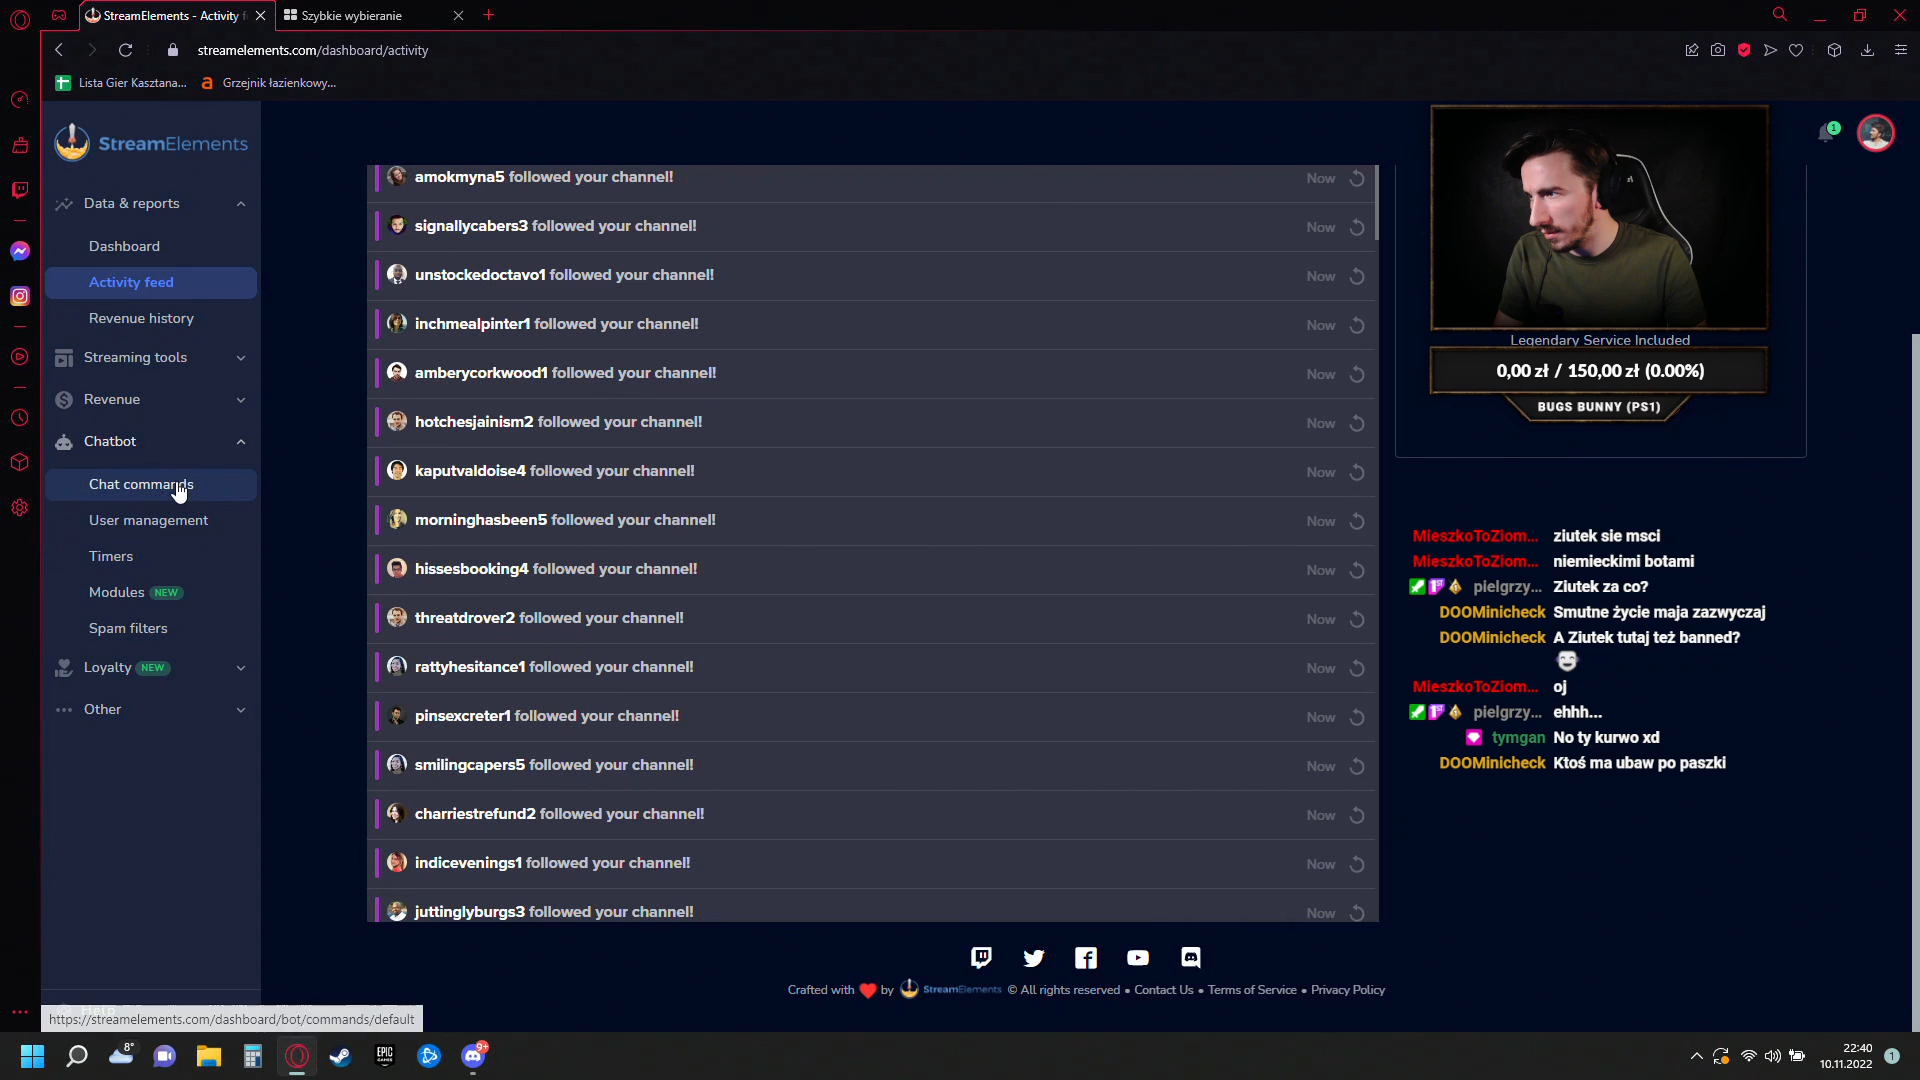 StreamElements - Activity f
Szybkie wybieranie
streamelements.com/dashboard/activity
Lista Gier Kasztana...
Grzejnik łazienkowy...
StreamElements
1
Data & reports
Dashboard
Activity feed
Revenue history
Streaming tools
Revenue
Chatbot
Chat commands
User management
Timers
Modules NEW
Spam filters
Loyalty NEW
Other
amokmyna5 followed your channel! Now
signallycabers3 followed your channel! Now
unstockedoctavo1 followed your channel! Now
inchmealpinter1 followed your channel! Now
amberycorkwood1 followed your channel! Now
hotchesjainism2 followed your channel! Now
kaputvaldoise4 followed your channel! Now
morninghasbeen5 followed your channel! Now
hissesbooking4 followed your channel! Now
threatdrover2 followed your channel! Now
rattyhesitance1 followed your channel! Now
pinsexcreter1 followed your channel! Now
smilingcapers5 followed your channel! Now
charriestrefund2 followed your channel! Now
indicevenings1 followed your channel! Now
juttinglyburgs3 followed your channel! Now
Legendary Service Included
0,00 zł / 150,00 zł (0.00%)
BUGS BUNNY (PS1)
MieszkoToZiom... ziutek sie msci
MieszkoToZiom... niemieckimi botami
pielgrzy... Ziutek za co?
DOOMinicheck Smutne życie maja zazwyczaj
DOOMinicheck A Ziutek tutaj też banned?
MieszkoToZiom... oj
pielgrzy... ehhh...
tymgan No ty kurwo xd
DOOMinicheck Ktoś ma ubaw po paszki
Crafted with by StreamElements © All rights reserved • Contact Us • Terms of Service • Privacy Policy
https://streamelements.com/dashboard/bot/commands/default
8°
EPIC GAMES
9+
22:40
10.11.2022
1